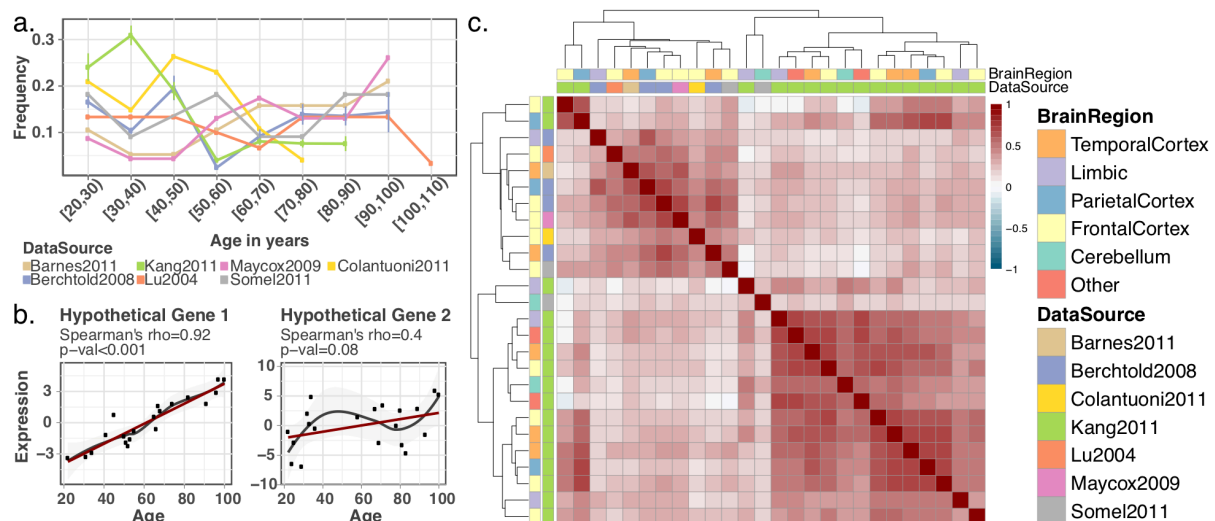 a.
0.3
0.2
0.1
Frequency
[20,30)
[30,40)
[40,50)
[50,60)
[60,70)
[70,80)
[80,90)
[90,100)
[100,110)
Age in years
DataSource
Barnes2011 Kang2011 Maycox2009 Colantuoni2011
Berchtold2008 Lu2004 Somel2011
b.
Hypothetical Gene 1
Spearman's rho=0.92
p-val<0.001
3
0
−3
Expression
20 40 60 80 100
Age
Hypothetical Gene 2
Spearman's rho=0.4
p-val=0.08
10
5
0
−5
−10
20 40 60 80 100
Age
c.
BrainRegion
DataSource
1
0.5
0
−0.5
−1
BrainRegion
TemporalCortex
Limbic
ParietalCortex
FrontalCortex
Cerebellum
Other
DataSource
Barnes2011
Berchtold2008
Colantuoni2011
Kang2011
Lu2004
Maycox2009
Somel2011